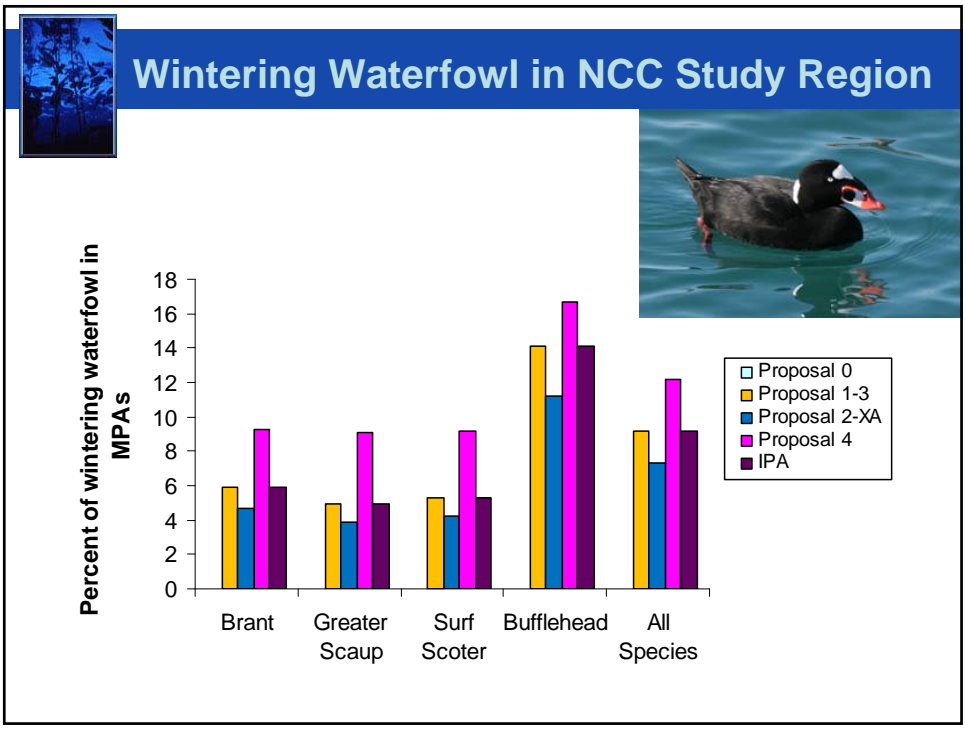 Wintering Waterfowl in NCC Study Region
Percent of wintering waterfowl in
MPAs
18
16
14
12
10
8
6
4
2
0
Brant
Greater
Scaup
Surf
Scoter
Bufflehead
All
Species
Proposal 0
Proposal 1-3
Proposal 2-XA
Proposal 4
IPA